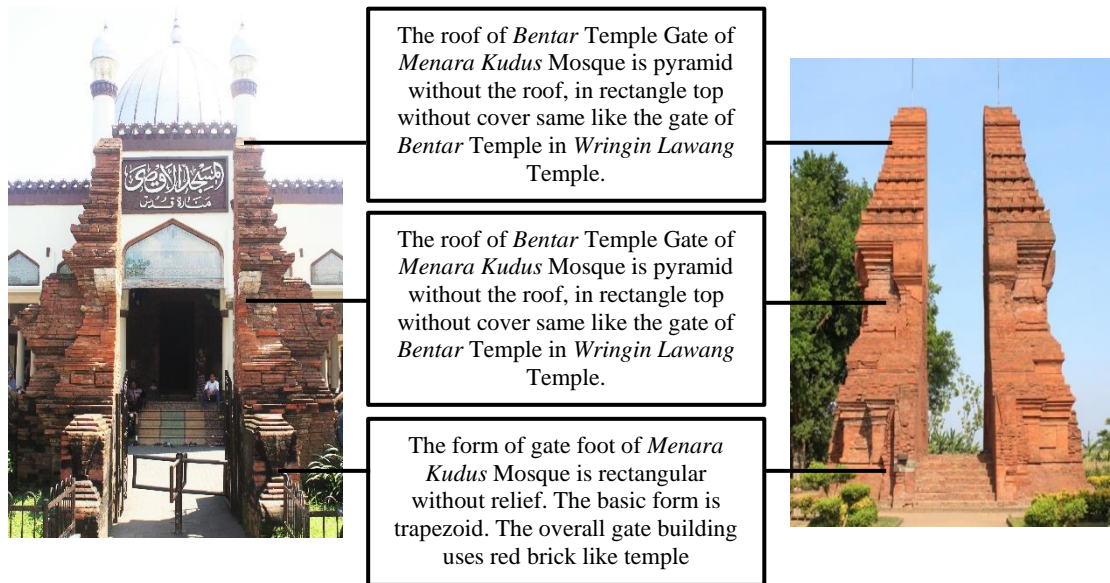 المسجد الأقصى
منارة قدس
The roof of Bentar Temple Gate of
Menara Kudus Mosque is pyramid
without the roof, in rectangle top
without cover same like the gate of
Bentar Temple in Wringin Lawang
Temple.
The roof of Bentar Temple Gate of
Menara Kudus Mosque is pyramid
without the roof, in rectangle top
without cover same like the gate of
Bentar Temple in Wringin Lawang
Temple.
The form of gate foot of Menara
Kudus Mosque is rectangular
without relief. The basic form is
trapezoid. The overall gate building
uses red brick like temple